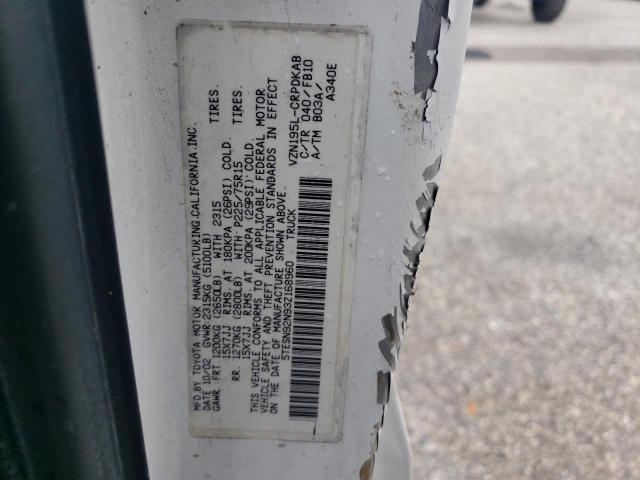 MFD BY TOYOTA MOTOR MANUFACTURING, CALIFORNIA, INC.
DATE 10/02 GVWR 2315KG (5100LB)
GAWR FRT 1200KG (2650LB) WITH 2315 TIRES.
15X7JJ RIMS AT 180KPA (26PSI) COLD.
RR. 1270KG (2800LB) WITH P225/75R15 TIRES.
15X7JJ RIMS AT 200KPA (29PSI) COLD.
THIS VEHICLE CONFORMS TO ALL APPLICABLE FEDERAL MOTOR
VEHICLE SAFETY AND THEFT PREVENTION STANDARDS IN EFFECT
ON THE DATE OF MANUFACTURE SHOWN ABOVE.
5TESN92N93Z168960 TRUCK
VZN195L-CRPDKAB
C/TR 040/FB10
A/TM B03A/
A340E